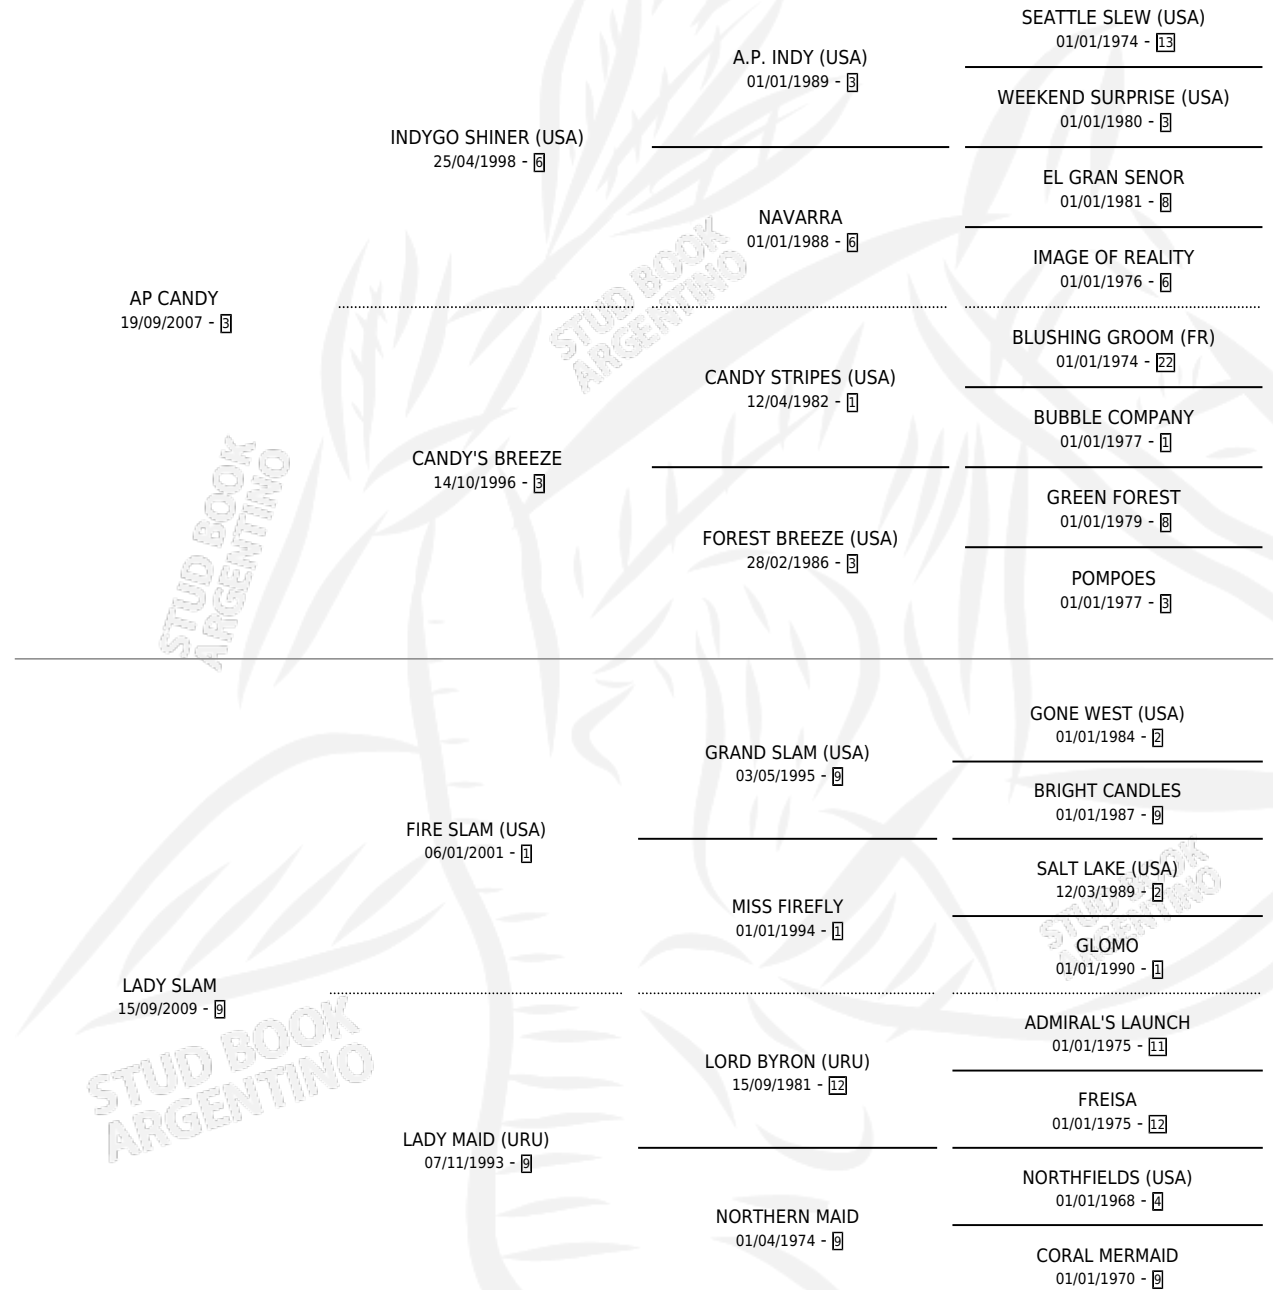 SEATTLE SLEW (USA)
01/01/1974 - 13
A.P. INDY (USA)
01/01/1989 - 3
WEEKEND SURPRISE (USA)
01/01/1980 - 3
INDYGO SHINER (USA)
25/04/1998 - 6
EL GRAN SENOR
01/01/1981 - 8
NAVARRA
01/01/1988 - 6
IMAGE OF REALITY
01/01/1976 - 6
AP CANDY
19/09/2007 - 3
BLUSHING GROOM (FR)
01/01/1974 - 22
CANDY STRIPES (USA)
12/04/1982 - 1
BUBBLE COMPANY
01/01/1977 - 1
CANDY'S BREEZE
14/10/1996 - 3
GREEN FOREST
01/01/1979 - 8
FOREST BREEZE (USA)
28/02/1986 - 3
POMPOES
01/01/1977 - 3
STUD BOOK
ARGENTINO
STUD BOOK
ARGENTINO
GONE WEST (USA)
01/01/1984 - 2
GRAND SLAM (USA)
03/05/1995 - 9
BRIGHT CANDLES
01/01/1987 - 9
FIRE SLAM (USA)
06/01/2001 - 1
SALT LAKE (USA)
12/03/1989 - 2
MISS FIREFLY
01/01/1994 - 1
GLOMO
01/01/1990 - 1
LADY SLAM
15/09/2009 - 9
ADMIRAL'S LAUNCH
01/01/1975 - 11
LORD BYRON (URU)
15/09/1981 - 12
FREISA
01/01/1975 - 12
LADY MAID (URU)
07/11/1993 - 9
NORTHFIELDS (USA)
01/01/1968 - 4
NORTHERN MAID
01/04/1974 - 9
CORAL MERMAID
01/01/1970 - 9
STUD BOOK
ARGENTINO
STUD BOOK
ARGENTINO